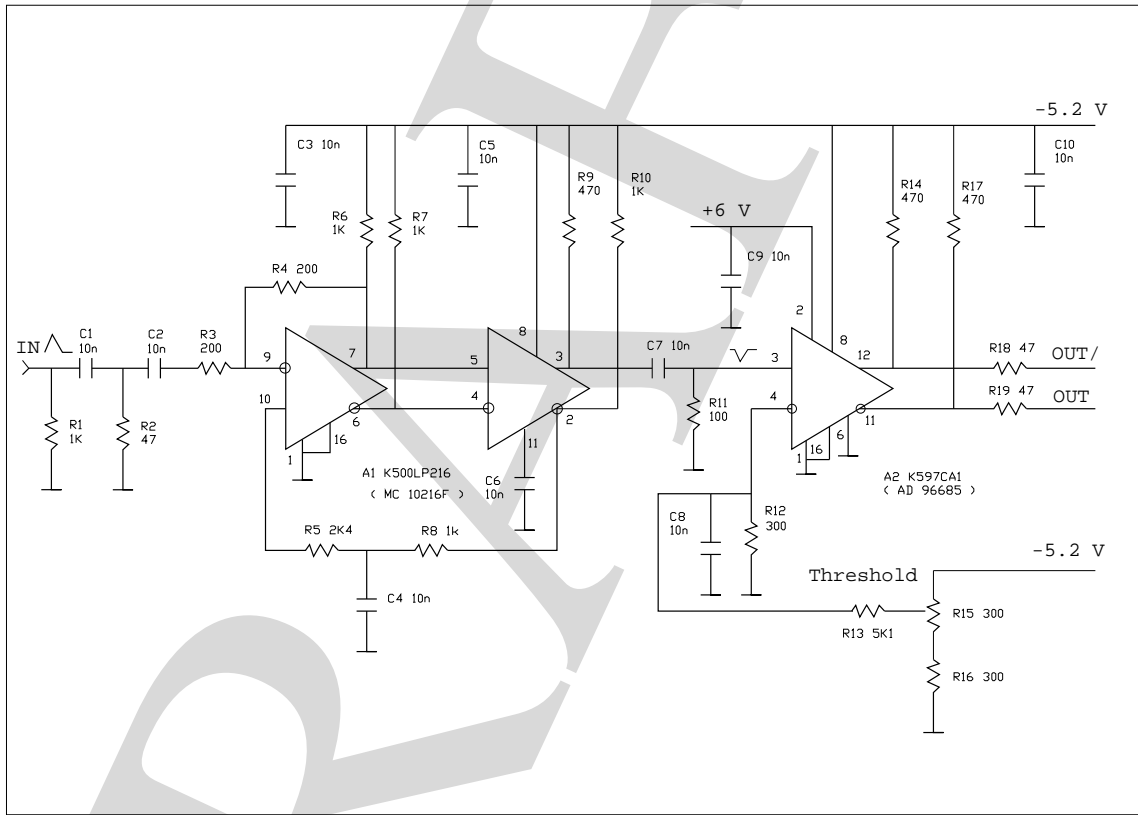 -5.2 V
C3 10n
C5
10n
C10
10n
R9
470
R10
1K
R14
470
R17
470
R6
1K
R7
1K
+6 V
C9 10n
R4 200
C1
10n
C2
10n
R3
200
IN
9
7
10
6
16
1
8
5
3
4
2
11
C7 10n
2
8
3
12
4
11
6
16
1
R18 47
OUT/
R19 47
OUT
R1
1K
R2
47
R11
100
A1 K500LP216
( MC 10216F )
C6
10n
A2 K597CA1
( AD 96685 )
R5 2K4
R8 1k
C8
10n
R12
300
C4 10n
-5.2 V
Threshold
R13 5K1
R15 300
R16 300
DRAFT